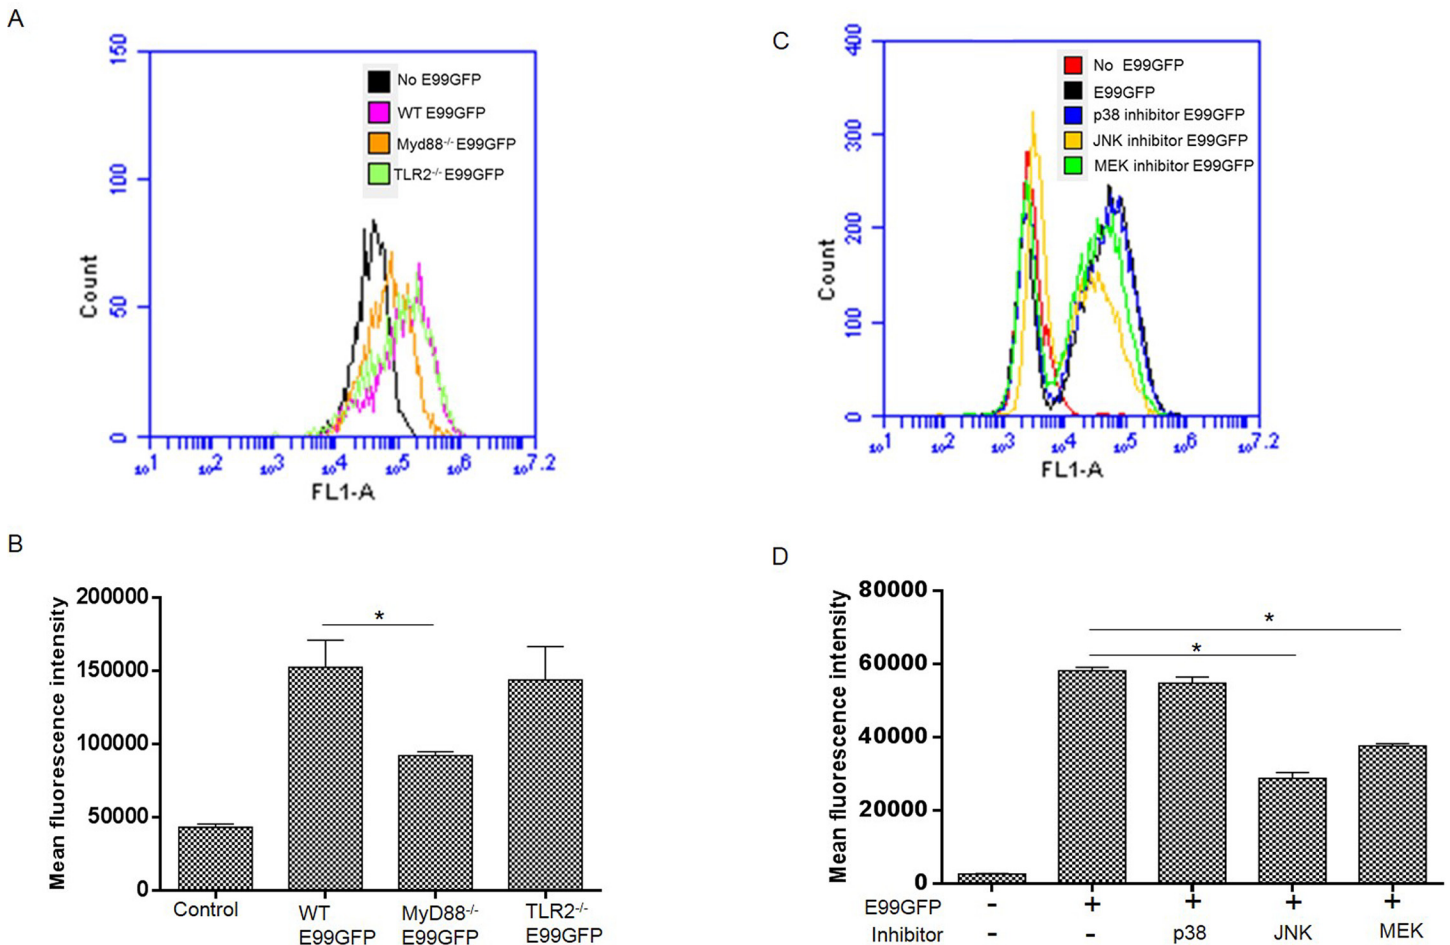 A
150
100
50
0
Count
No E99GFP
WT E99GFP
Myd88-/- E99GFP
TLR2-/- E99GFP
10^1 10^2 10^3 10^4 10^5 10^6 10^7.2
FL1-A
C
400
300
200
100
0
Count
No E99GFP
E99GFP
p38 inhibitor E99GFP
JNK inhibitor E99GFP
MEK inhibitor E99GFP
10^1 10^2 10^3 10^4 10^5 10^6 10^7.2
FL1-A
B
Mean fluorescence intensity
200000
150000
100000
50000
0
*
Control WT MyD88-/- TLR2-/-
E99GFP E99GFP E99GFP
D
Mean fluorescence intensity
80000
60000
40000
20000
0
*
*
E99GFP - + + + +
Inhibitor - - p38 JNK MEK